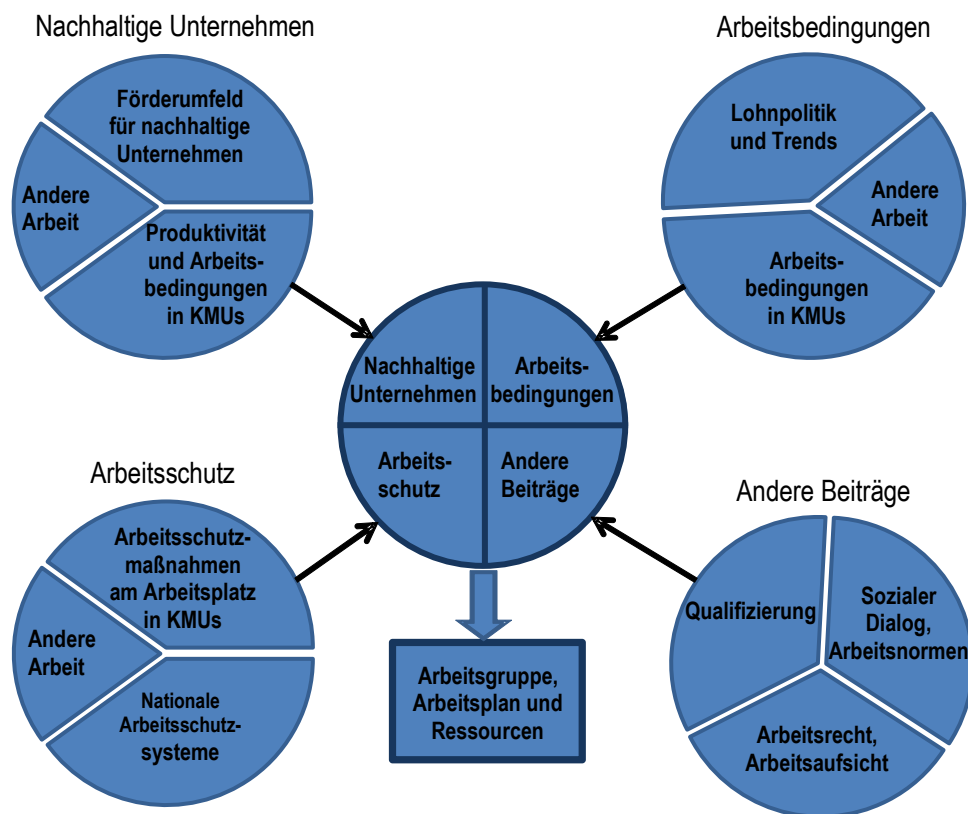 Nachhaltige Unternehmen
Förderumfeld
für nachhaltige
Unternehmen
Andere
Arbeit
Produktivität
und Arbeits-
bedingungen
in KMUs
Arbeitsbedingungen
Lohnpolitik
und Trends
Andere
Arbeit
Arbeits-
bedingungen
in KMUs
Nachhaltige
Unternehmen
Arbeits-
bedingungen
Arbeits-
schutz
Andere
Beiträge
Arbeitsschutz
Arbeitsschutz-
maßnahmen
am Arbeitsplatz
in KMUs
Andere
Arbeit
Nationale
Arbeitsschutz-
systeme
Arbeitsgruppe,
Arbeitsplan und
Ressourcen
Andere Beiträge
Qualifizierung
Sozialer
Dialog,
Arbeitsnormen
Arbeitsrecht,
Arbeitsaufsicht